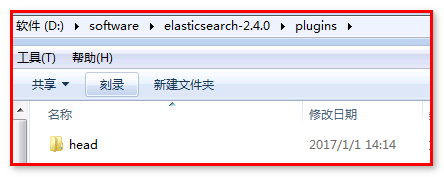 软件 (D:) ▸ software ▸ elasticsearch-2.4.0 ▸ plugins ▸
工具(T) 帮助(H)
共享 刻录 新建文件夹
名称 修改日期
head 2017/1/1 14:14